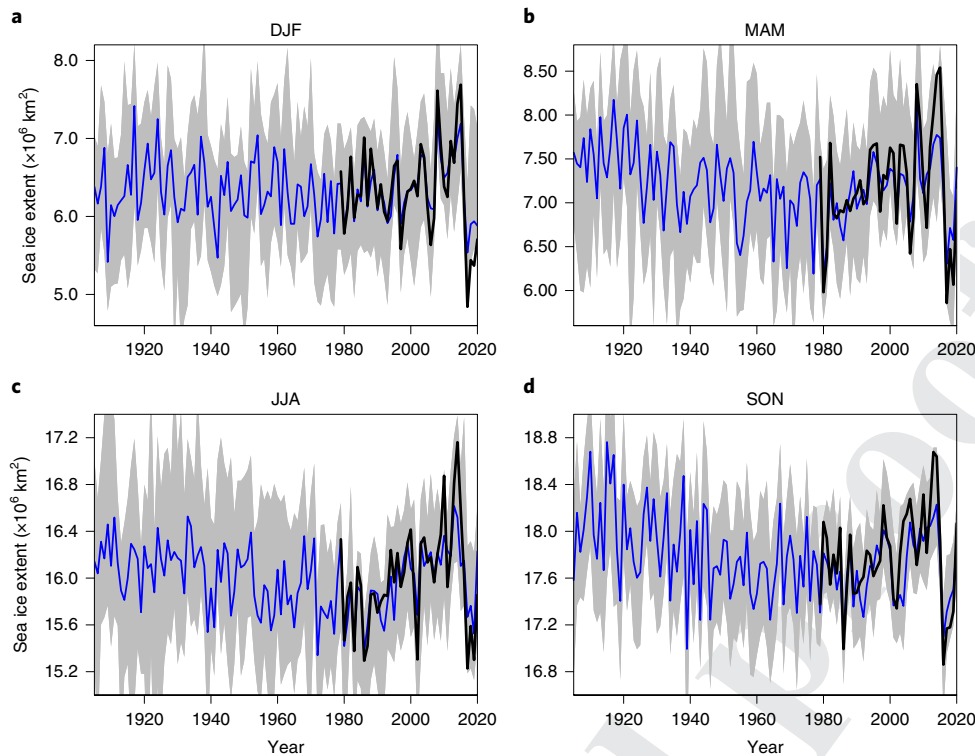 a
DJF
Sea ice extent (×10⁶ km²)
8.0
7.0
6.0
5.0
1920 1940 1960 1980 2000 2020
b
MAM
8.50
8.00
7.50
7.00
6.50
6.00
1920 1940 1960 1980 2000 2020
c
JJA
Sea ice extent (×10⁶ km²)
17.2
16.8
16.4
16.0
15.6
15.2
1920 1940 1960 1980 2000 2020
Year
d
SON
18.8
18.4
18.0
17.6
17.2
16.8
1920 1940 1960 1980 2000 2020
Year